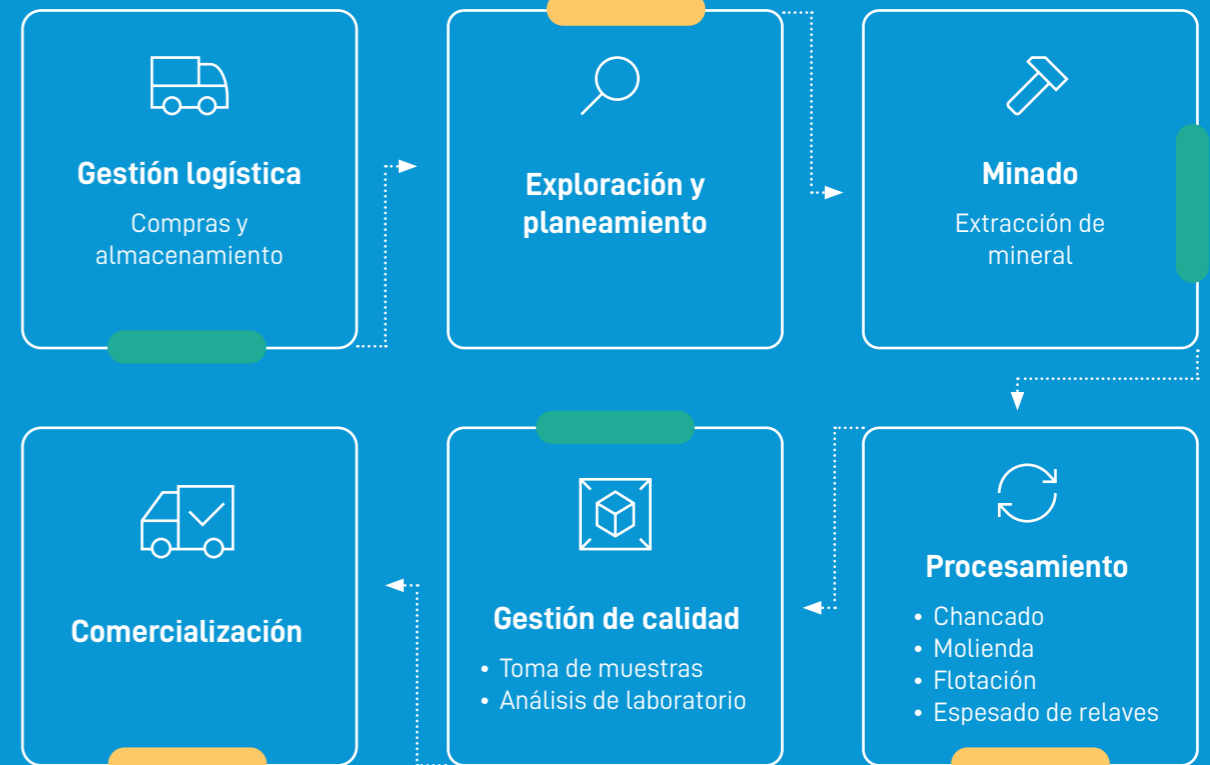 Gestión logística
Compras y
almacenamiento
Exploración y
planeamiento
Minado
Extracción de
mineral
Procesamiento
• Chancado
• Molienda
• Flotación
• Espesado de relaves
Gestión de calidad
• Toma de muestras
• Análisis de laboratorio
Comercialización